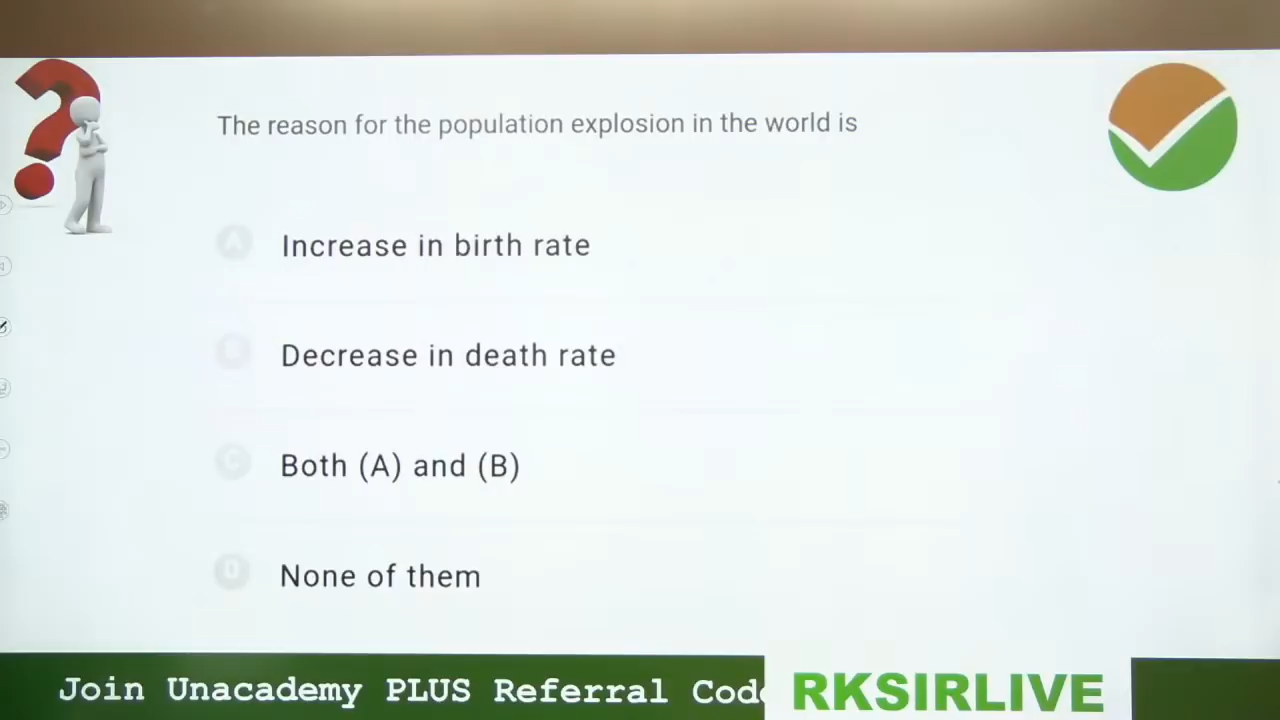 The reason for the population explosion in the world is
A Increase in birth rate
B Decrease in death rate
C Both (A) and (B)
D None of them
Join Unacademy PLUS Referral Code RKSIRLIVE